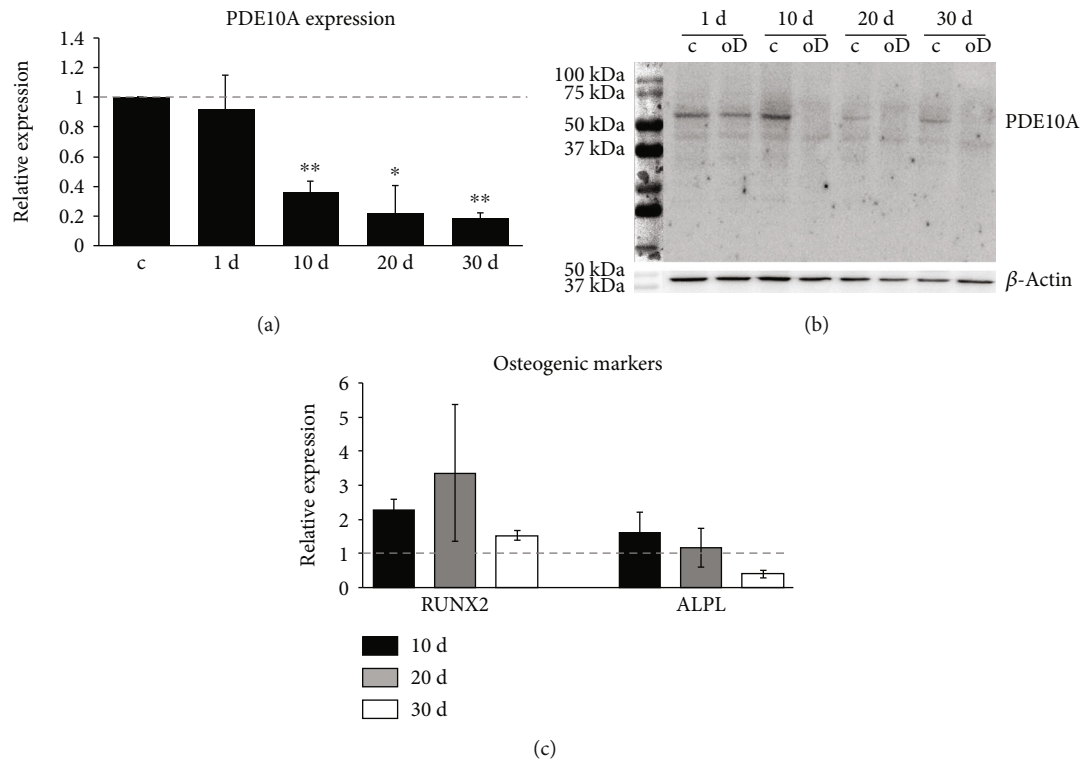 PDE10A expression
Relative expression
1.4
1.2
1
0.8
0.6
0.4
0.2
0
**
*
**
c 1 d 10 d 20 d 30 d
(a)
1 d 10 d 20 d 30 d
c oD c oD c oD c oD
100 kDa
75 kDa
50 kDa
37 kDa
PDE10A
50 kDa
37 kDa
β-Actin
(b)
Osteogenic markers
Relative expression
6
5
4
3
2
1
0
RUNX2 ALPL
10 d
20 d
30 d
(c)